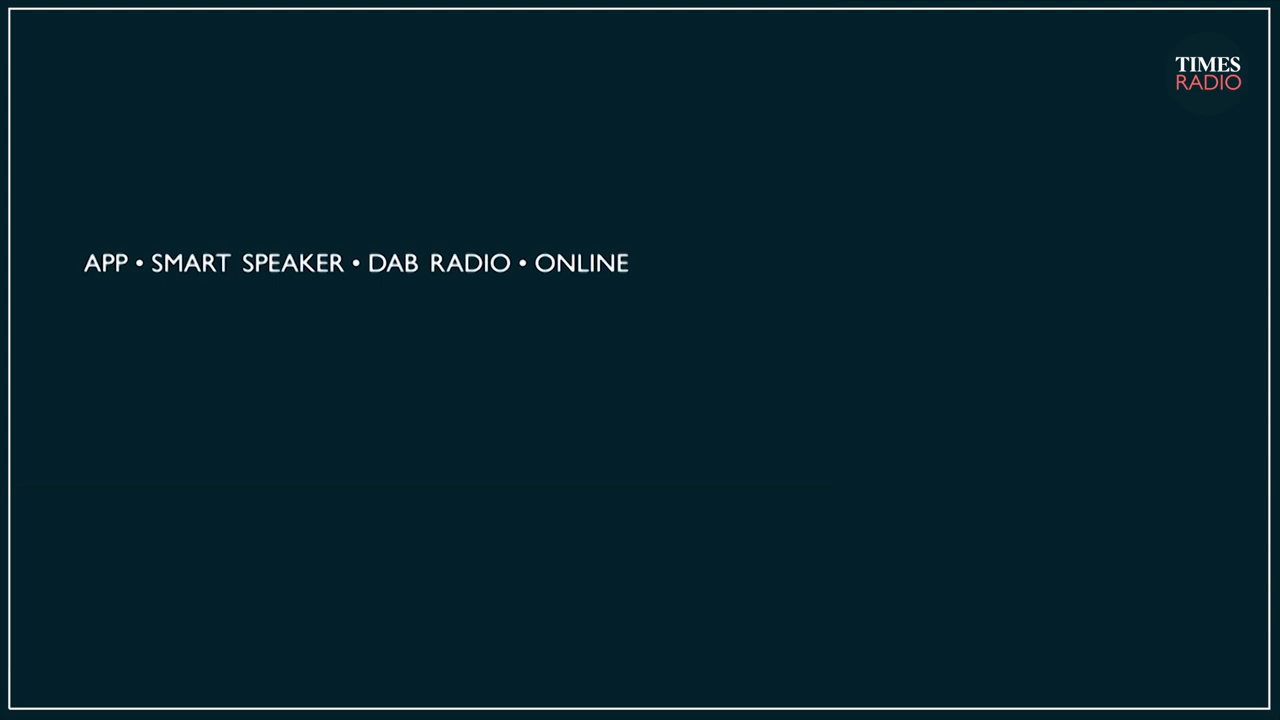 TIMES
RADIO
APP • SMART SPEAKER • DAB RADIO • ONLINE